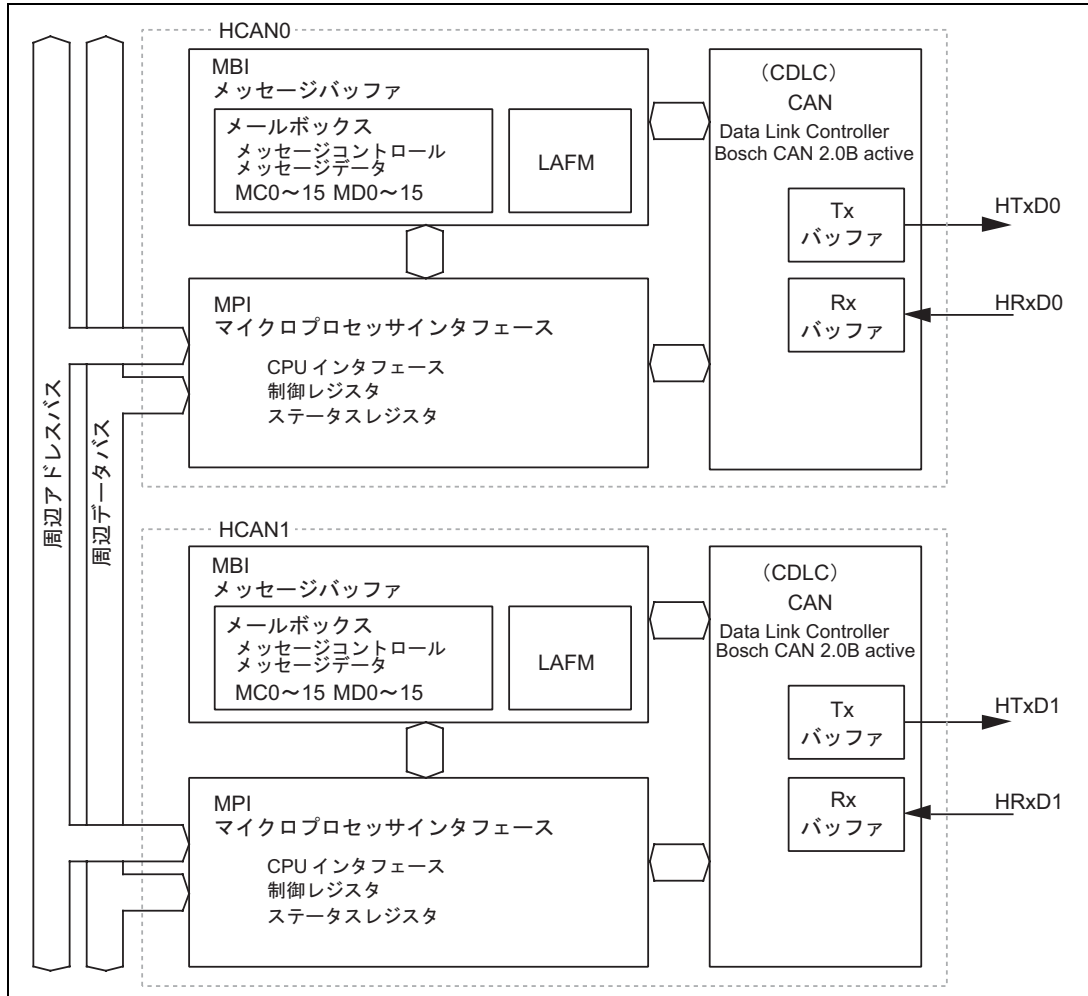 周辺アドレスバス
周辺データバス
HCAN0
MBI
メッセージバッファ
メールボックス
メッセージコントロール
メッセージデータ
MC0～15 MD0～15
LAFM
MPI
マイクロプロセッサインタフェース
CPU インタフェース
制御レジスタ
ステータスレジスタ
（CDLC）
CAN
Data Link Controller
Bosch CAN 2.0B active
Tx
バッファ
Rx
バッファ
HTxD0
HRxD0
HCAN1
MBI
メッセージバッファ
メールボックス
メッセージコントロール
メッセージデータ
MC0～15 MD0～15
LAFM
MPI
マイクロプロセッサインタフェース
CPU インタフェース
制御レジスタ
ステータスレジスタ
（CDLC）
CAN
Data Link Controller
Bosch CAN 2.0B active
Tx
バッファ
Rx
バッファ
HTxD1
HRxD1